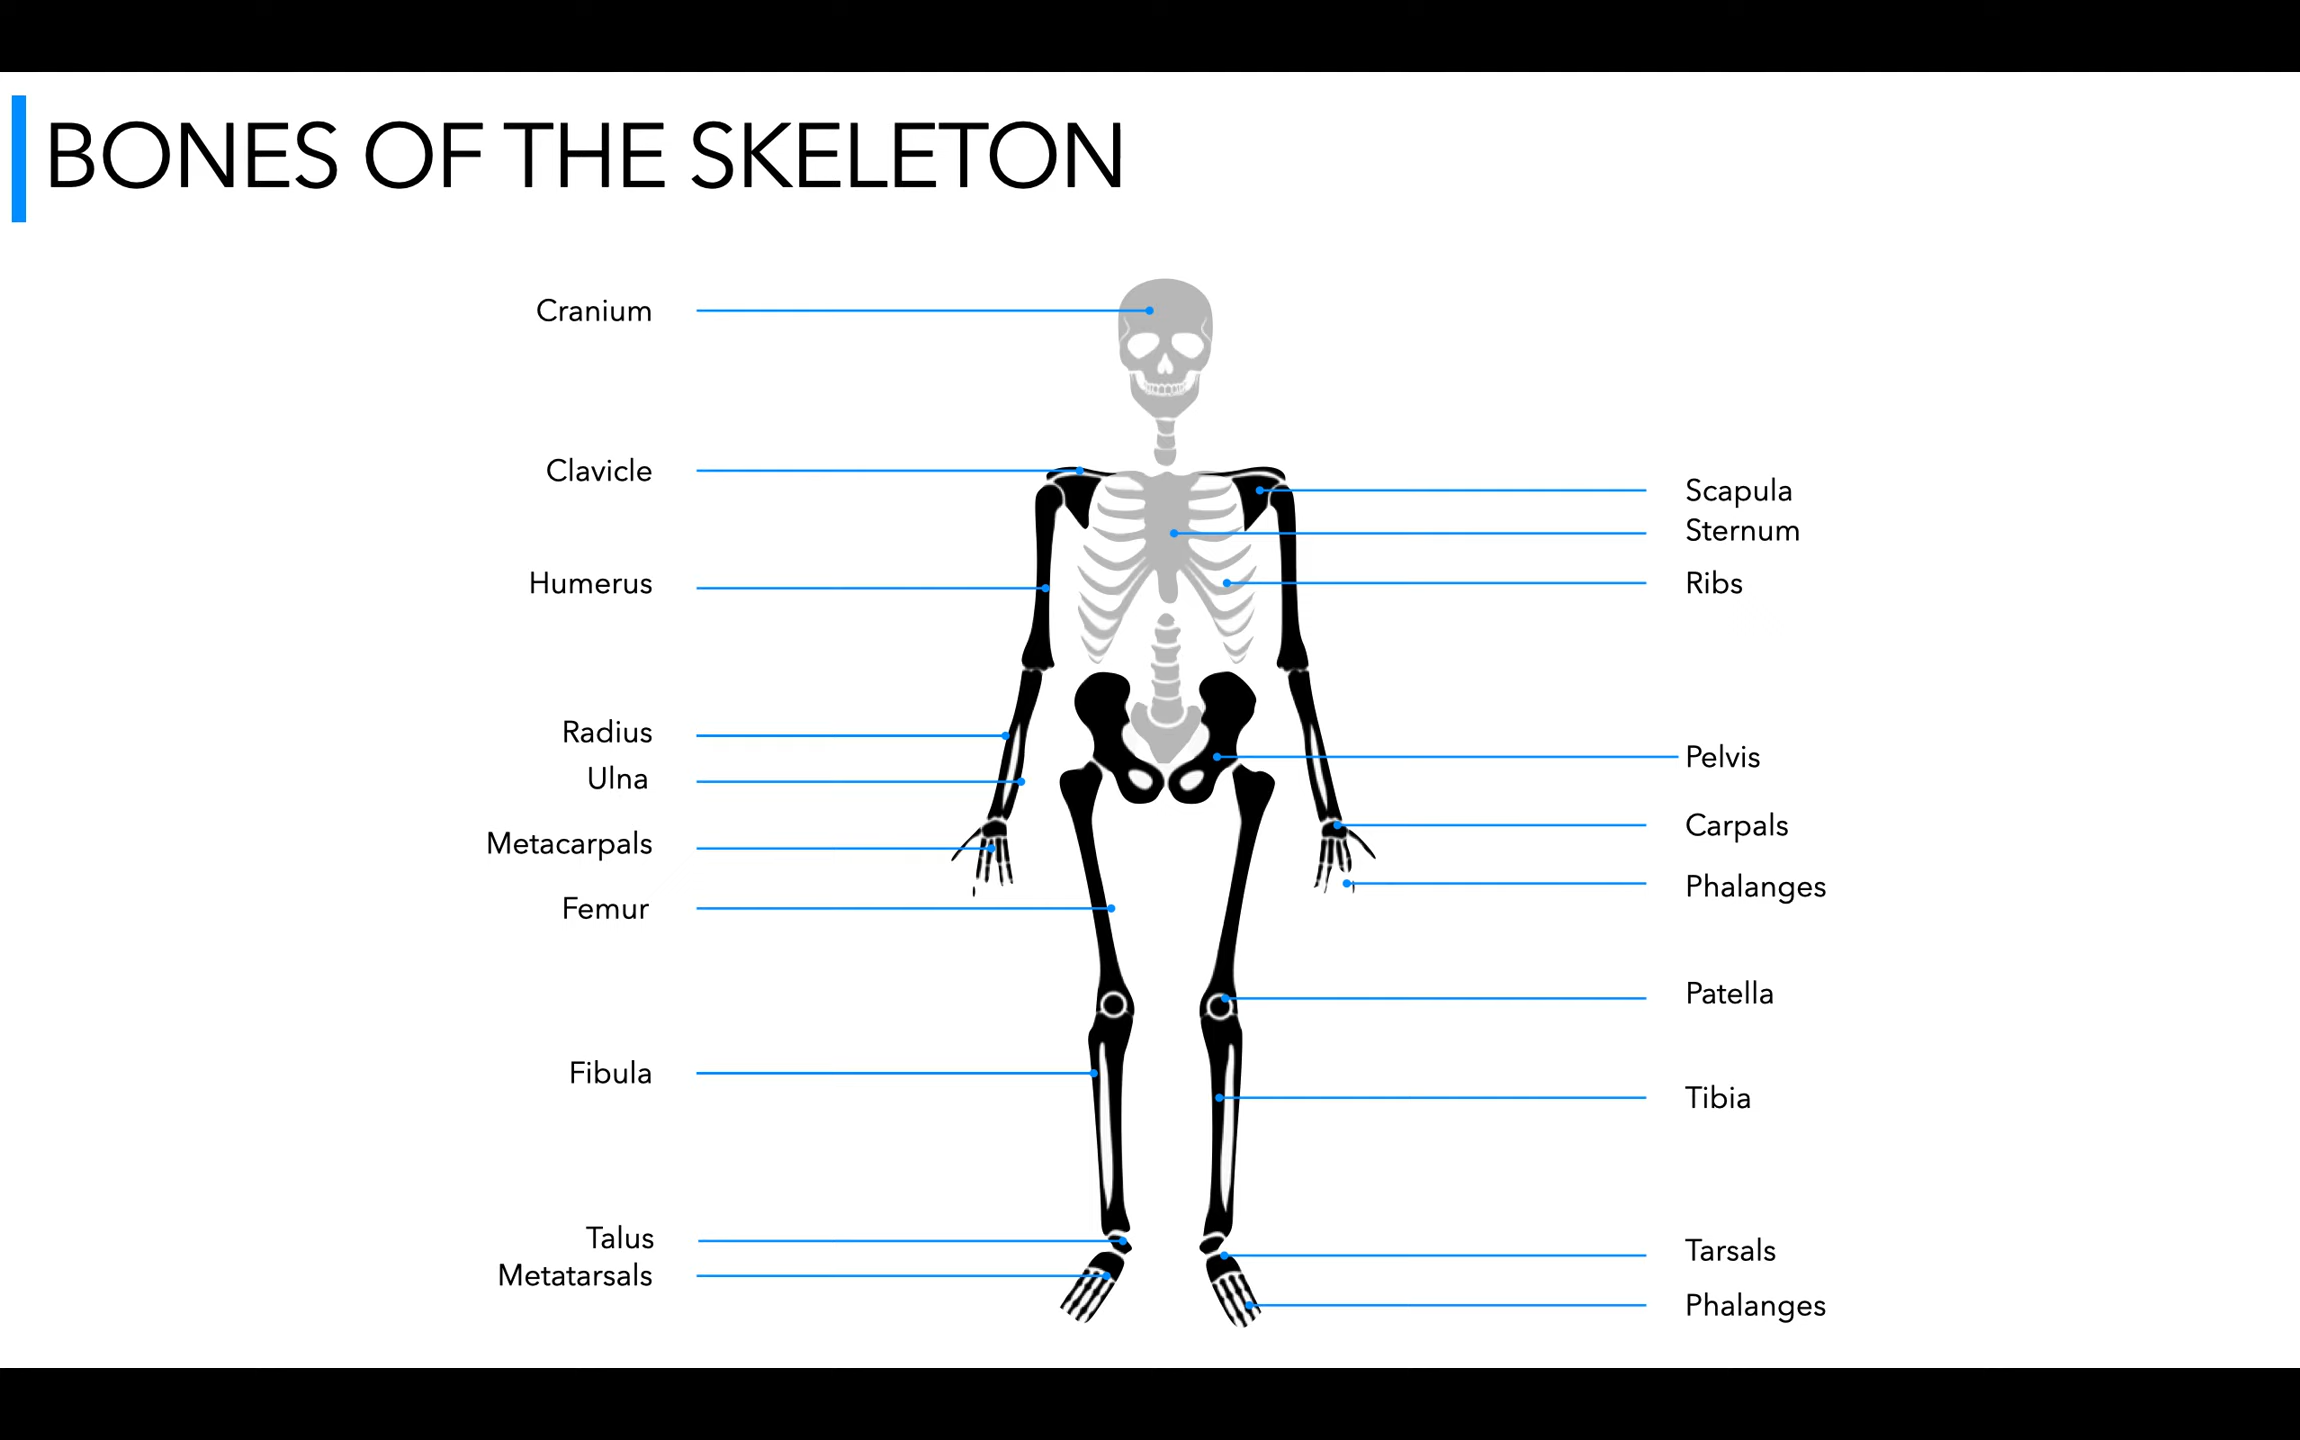 BONES OF THE SKELETON
Cranium
Clavicle
Humerus
Radius
Ulna
Metacarpals
Femur
Fibula
Talus
Metatarsals
Scapula
Sternum
Ribs
Pelvis
Carpals
Phalanges
Patella
Tibia
Tarsals
Phalanges